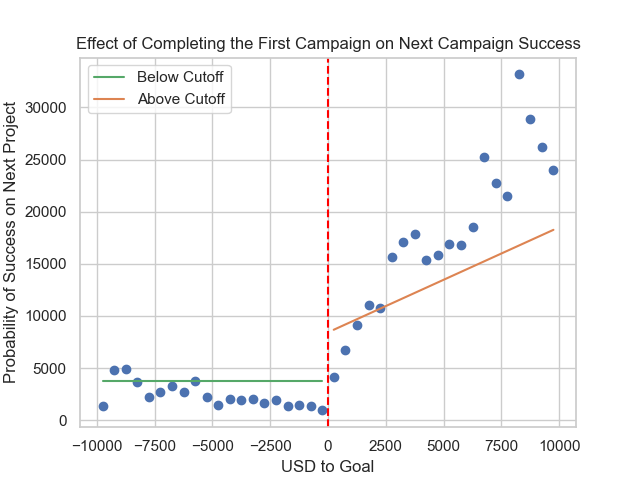 Effect of Completing the First Campaign on Next Campaign Success
Below Cutoff
Above Cutoff
Probability of Success on Next Project
30000
25000
20000
15000
10000
5000
0
−10000 −7500 −5000 −2500 0 2500 5000 7500 10000
USD to Goal